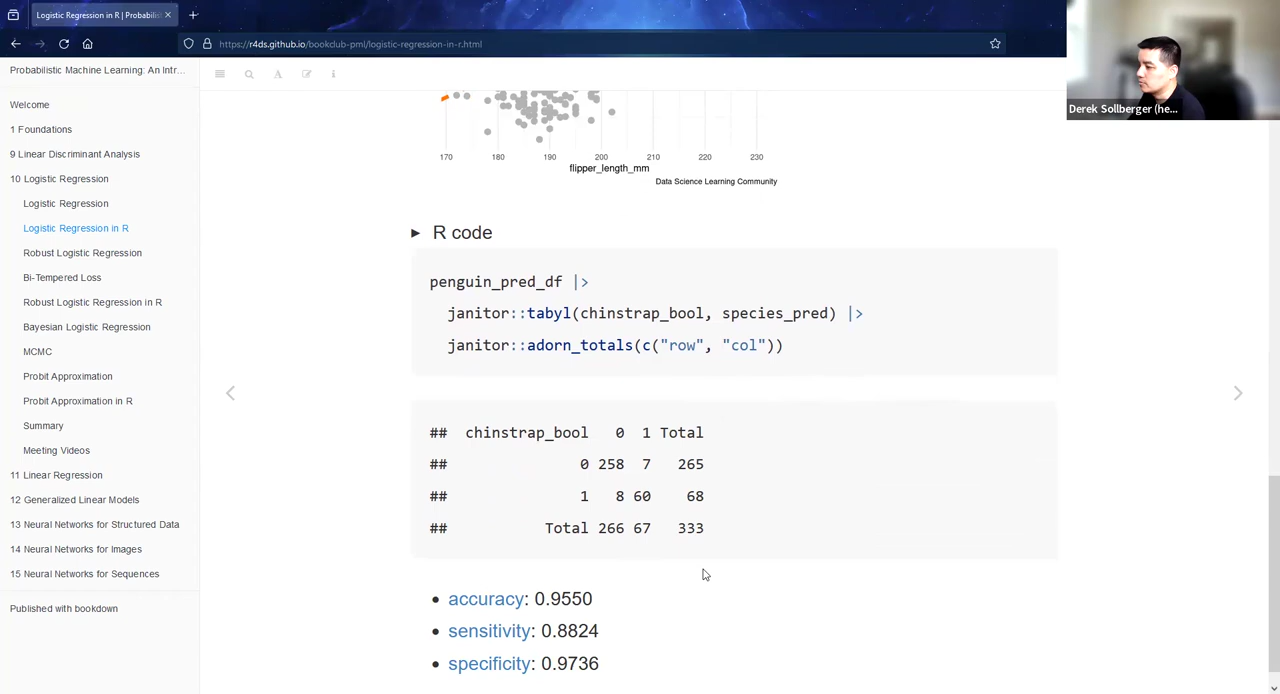 Logistic Regression in R | Probabilis
https://r4ds.github.io/bookclub-pml/logistic-regression-in-r.html
Derek Sollberger (he...
Probabilistic Machine Learning: An Intr...
Welcome
1 Foundations
9 Linear Discriminant Analysis
10 Logistic Regression
Logistic Regression
Logistic Regression in R
Robust Logistic Regression
Bi-Tempered Loss
Robust Logistic Regression in R
Bayesian Logistic Regression
MCMC
Probit Approximation
Probit Approximation in R
Summary
Meeting Videos
11 Linear Regression
12 Generalized Linear Models
13 Neural Networks for Structured Data
14 Neural Networks for Images
15 Neural Networks for Sequences
Published with bookdown
170 180 190 200 210 220 230
flipper_length_mm
Data Science Learning Community
R code
penguin_pred_df |>
janitor::tabyl(chinstrap_bool, species_pred) |>
janitor::adorn_totals(c("row", "col"))
## chinstrap_bool 0 1 Total
## 0 258 7 265
## 1 8 60 68
## Total 266 67 333
accuracy: 0.9550
sensitivity: 0.8824
specificity: 0.9736